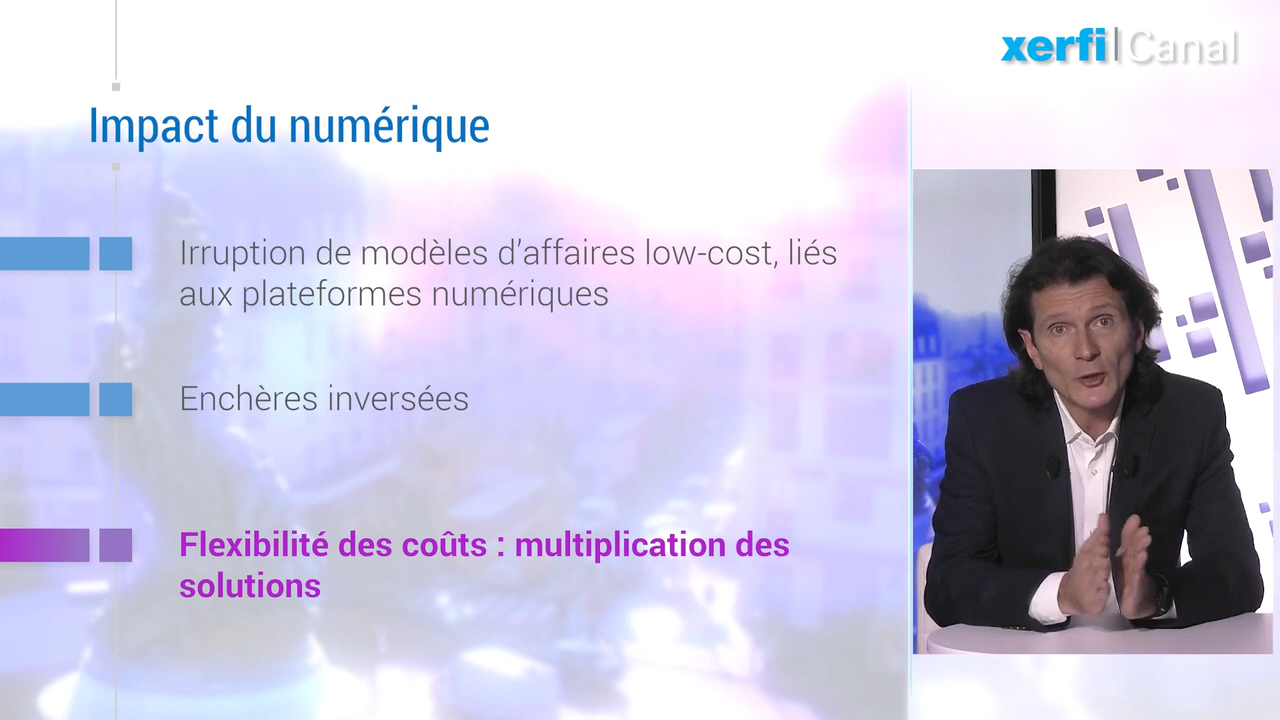 xerfi|Canal
Impact du numérique
Irruption de modèles d’affaires low-cost, liés
aux plateformes numériques
Enchères inversées
Flexibilité des coûts : multiplication des
solutions